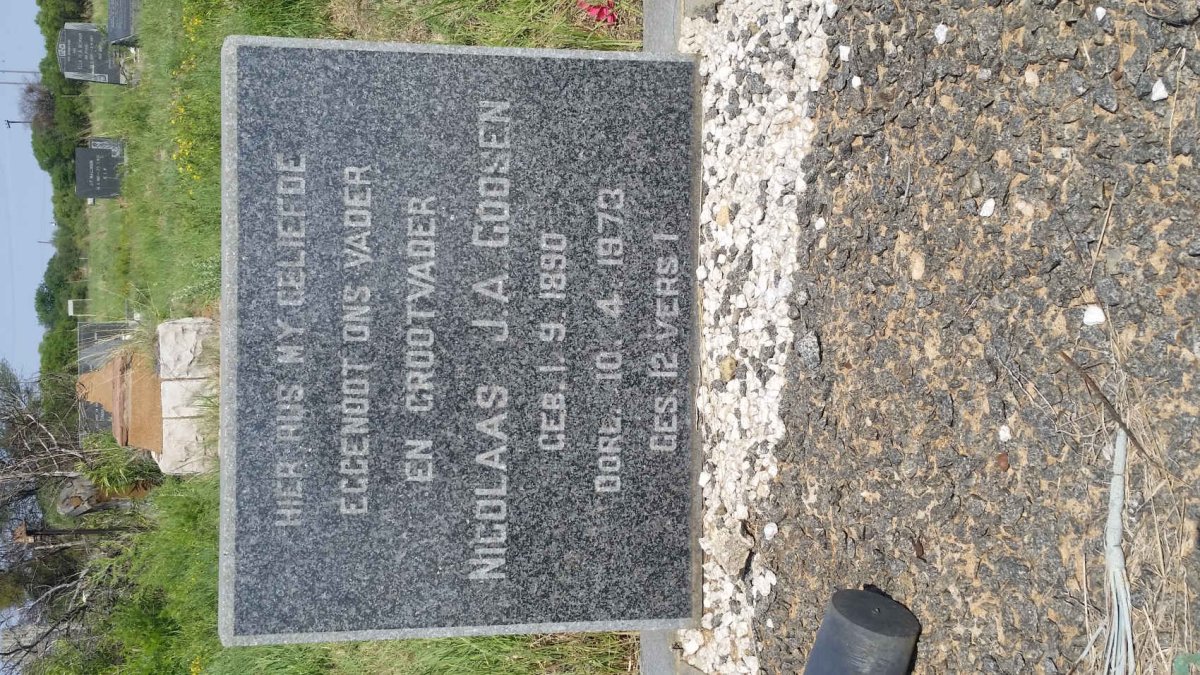 HIER RUS MY GELIEFDE
EGGENOOT ONS VADER
EN GROOTVADER
NICOLAAS J.A. GOOSEN
GEB. 1. 9. 1890
OORL. 10. 4. 1973
GES. 12 VERS 1